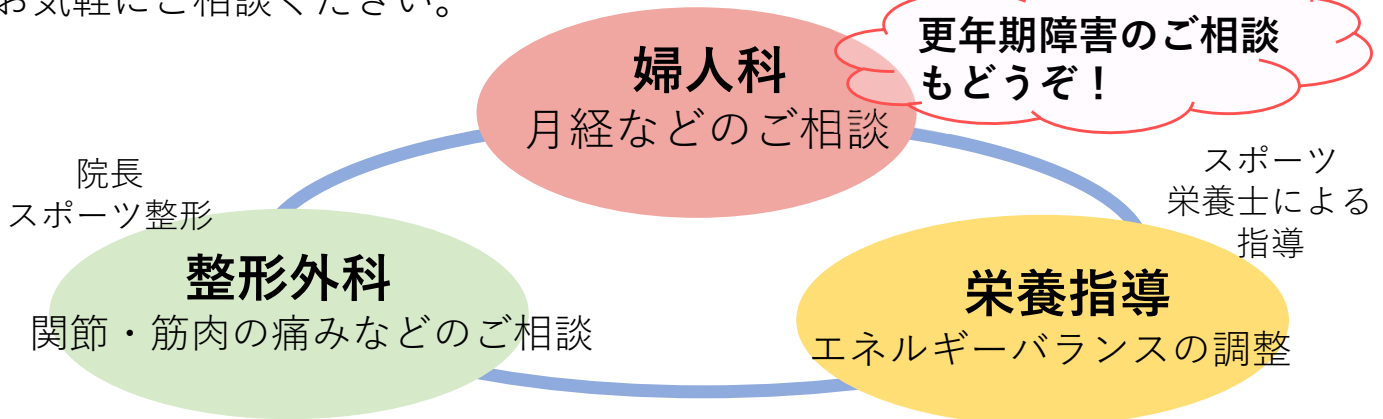 お気軽にご相談ください。
更年期障害のご相談
もどうぞ！
婦人科
月経などのご相談
院長
スポーツ整形
スポーツ
栄養士による
指導
整形外科
関節・筋肉の痛みなどのご相談
栄養指導
エネルギーバランスの調整